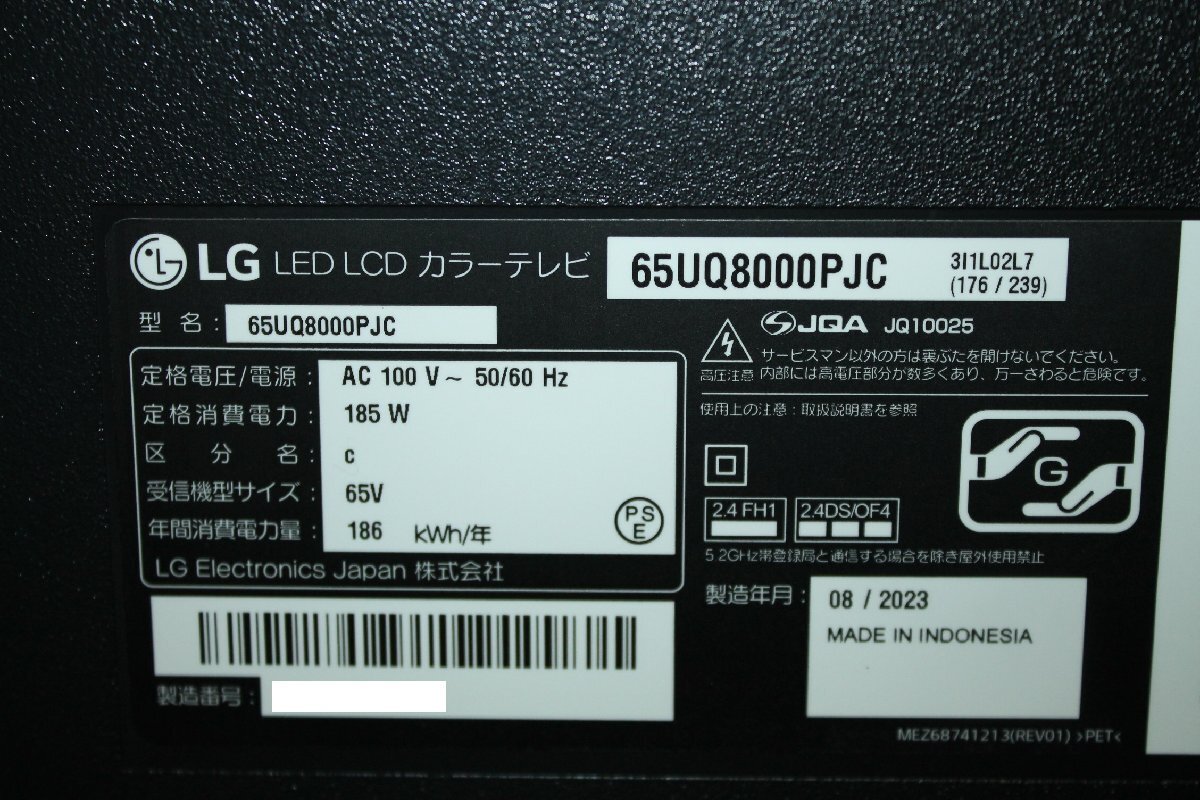 LG LED LCD カラーテレビ
65UQ8000PJC
3I1L02L7
(176 / 239)
型 名 : 65UQ8000PJC
定格電圧/電源 : AC 100 V ~ 50/60 Hz
定格消費電力 : 185 W
区 分 名 : c
受信機型サイズ : 65V
年間消費電力量 : 186 kWh/年
PSE
LG Electronics Japan 株式会社
製造番号 :
JQA JQ10025
高圧注意
サービスマン以外の方は裏ぶたを開けないでください。
内部には高電圧部分が数多くあり、万一さわると危険です。
使用上の注意 : 取扱説明書を参照
G
2.4 FH1
2.4DS/OF4
5.2GHz帯登録局と通信する場合を除き屋外使用禁止
製造年月 : 08 / 2023
MADE IN INDONESIA
MEZ68741213(REV01) >PET<